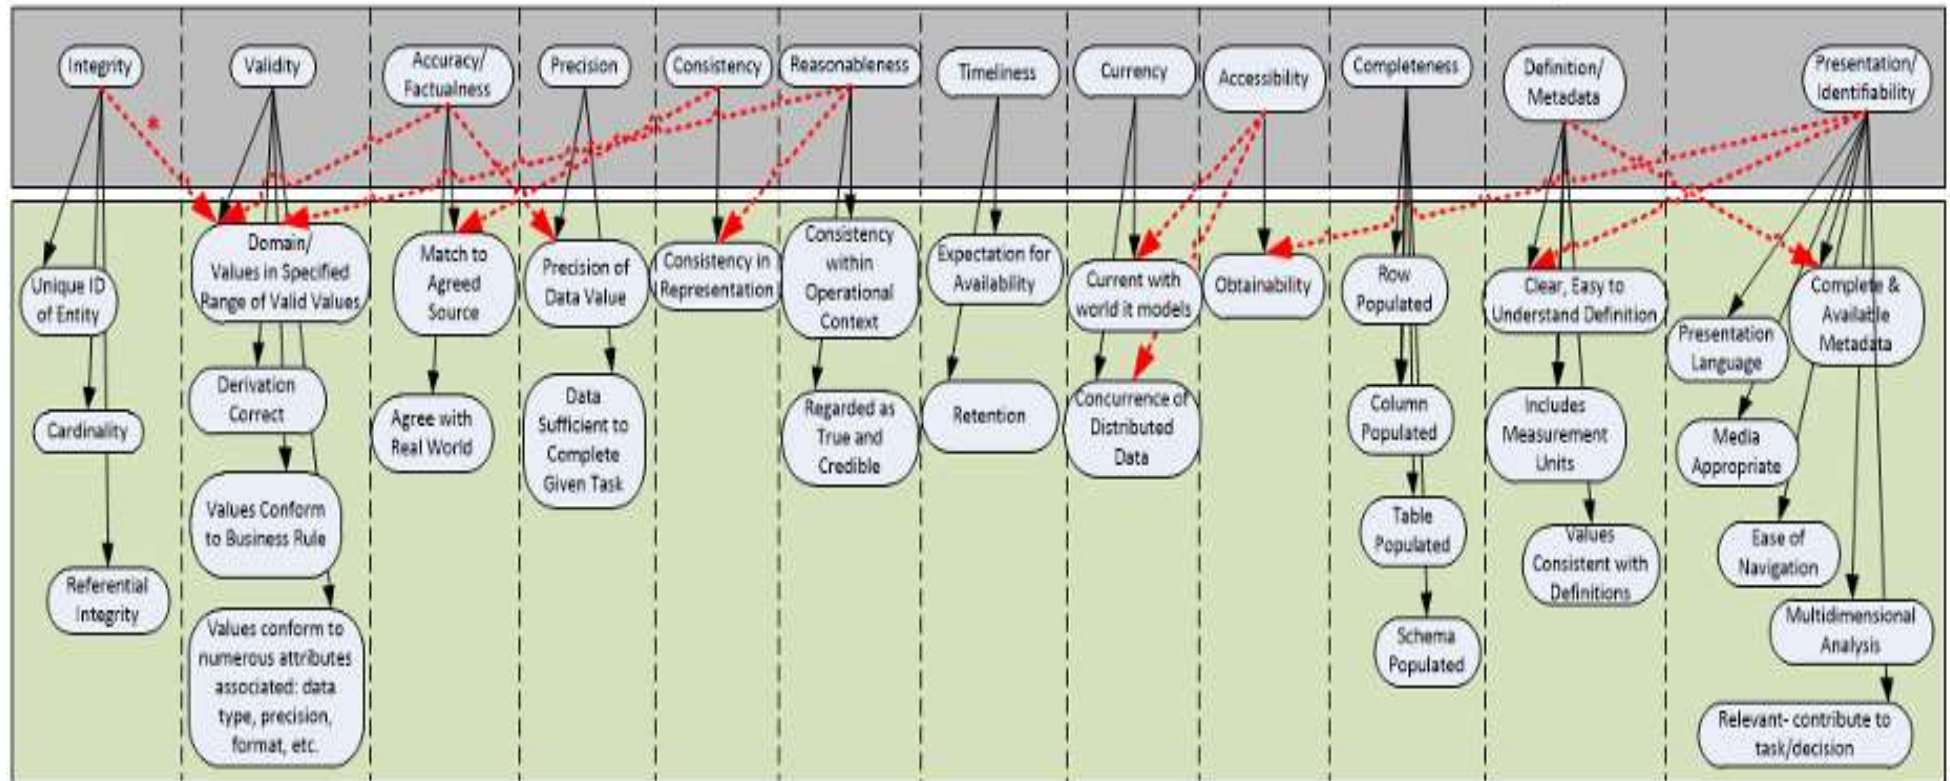 Integrity
Validity
Accuracy/
Factualness
Precision
Consistency
Reasonableness
Timeliness
Currency
Accessibility
Completeness
Definition/
Metadata
Presentation/
Identifiability
*
Unique ID
of Entity
Cardinality
Referential
Integrity
Domain/
Values in Specified
Range of Valid Values
Derivation
Correct
Values Conform
to Business Rule
Values conform to
numerous attributes
associated: data
type, precision,
format, etc.
Match to
Agreed
Source
Agree with
Real World
Precision of
Data Value
Data
Sufficient to
Complete
Given Task
Consistency in
Representation
Consistency
within
Operational
Context
Regarded as
True and
Credible
Expectation for
Availability
Retention
Current with
world it models
Concurrence of
Distributed
Data
Obtainability
Row
Populated
Column
Populated
Table
Populated
Schema
Populated
Clear, Easy to
Understand Definition
Includes
Measurement
Units
Values
Consistent with
Definitions
Presentation
Language
Complete &
Available
Metadata
Media
Appropriate
Ease of
Navigation
Multidimensional
Analysis
Relevant- contribute to
task/decision